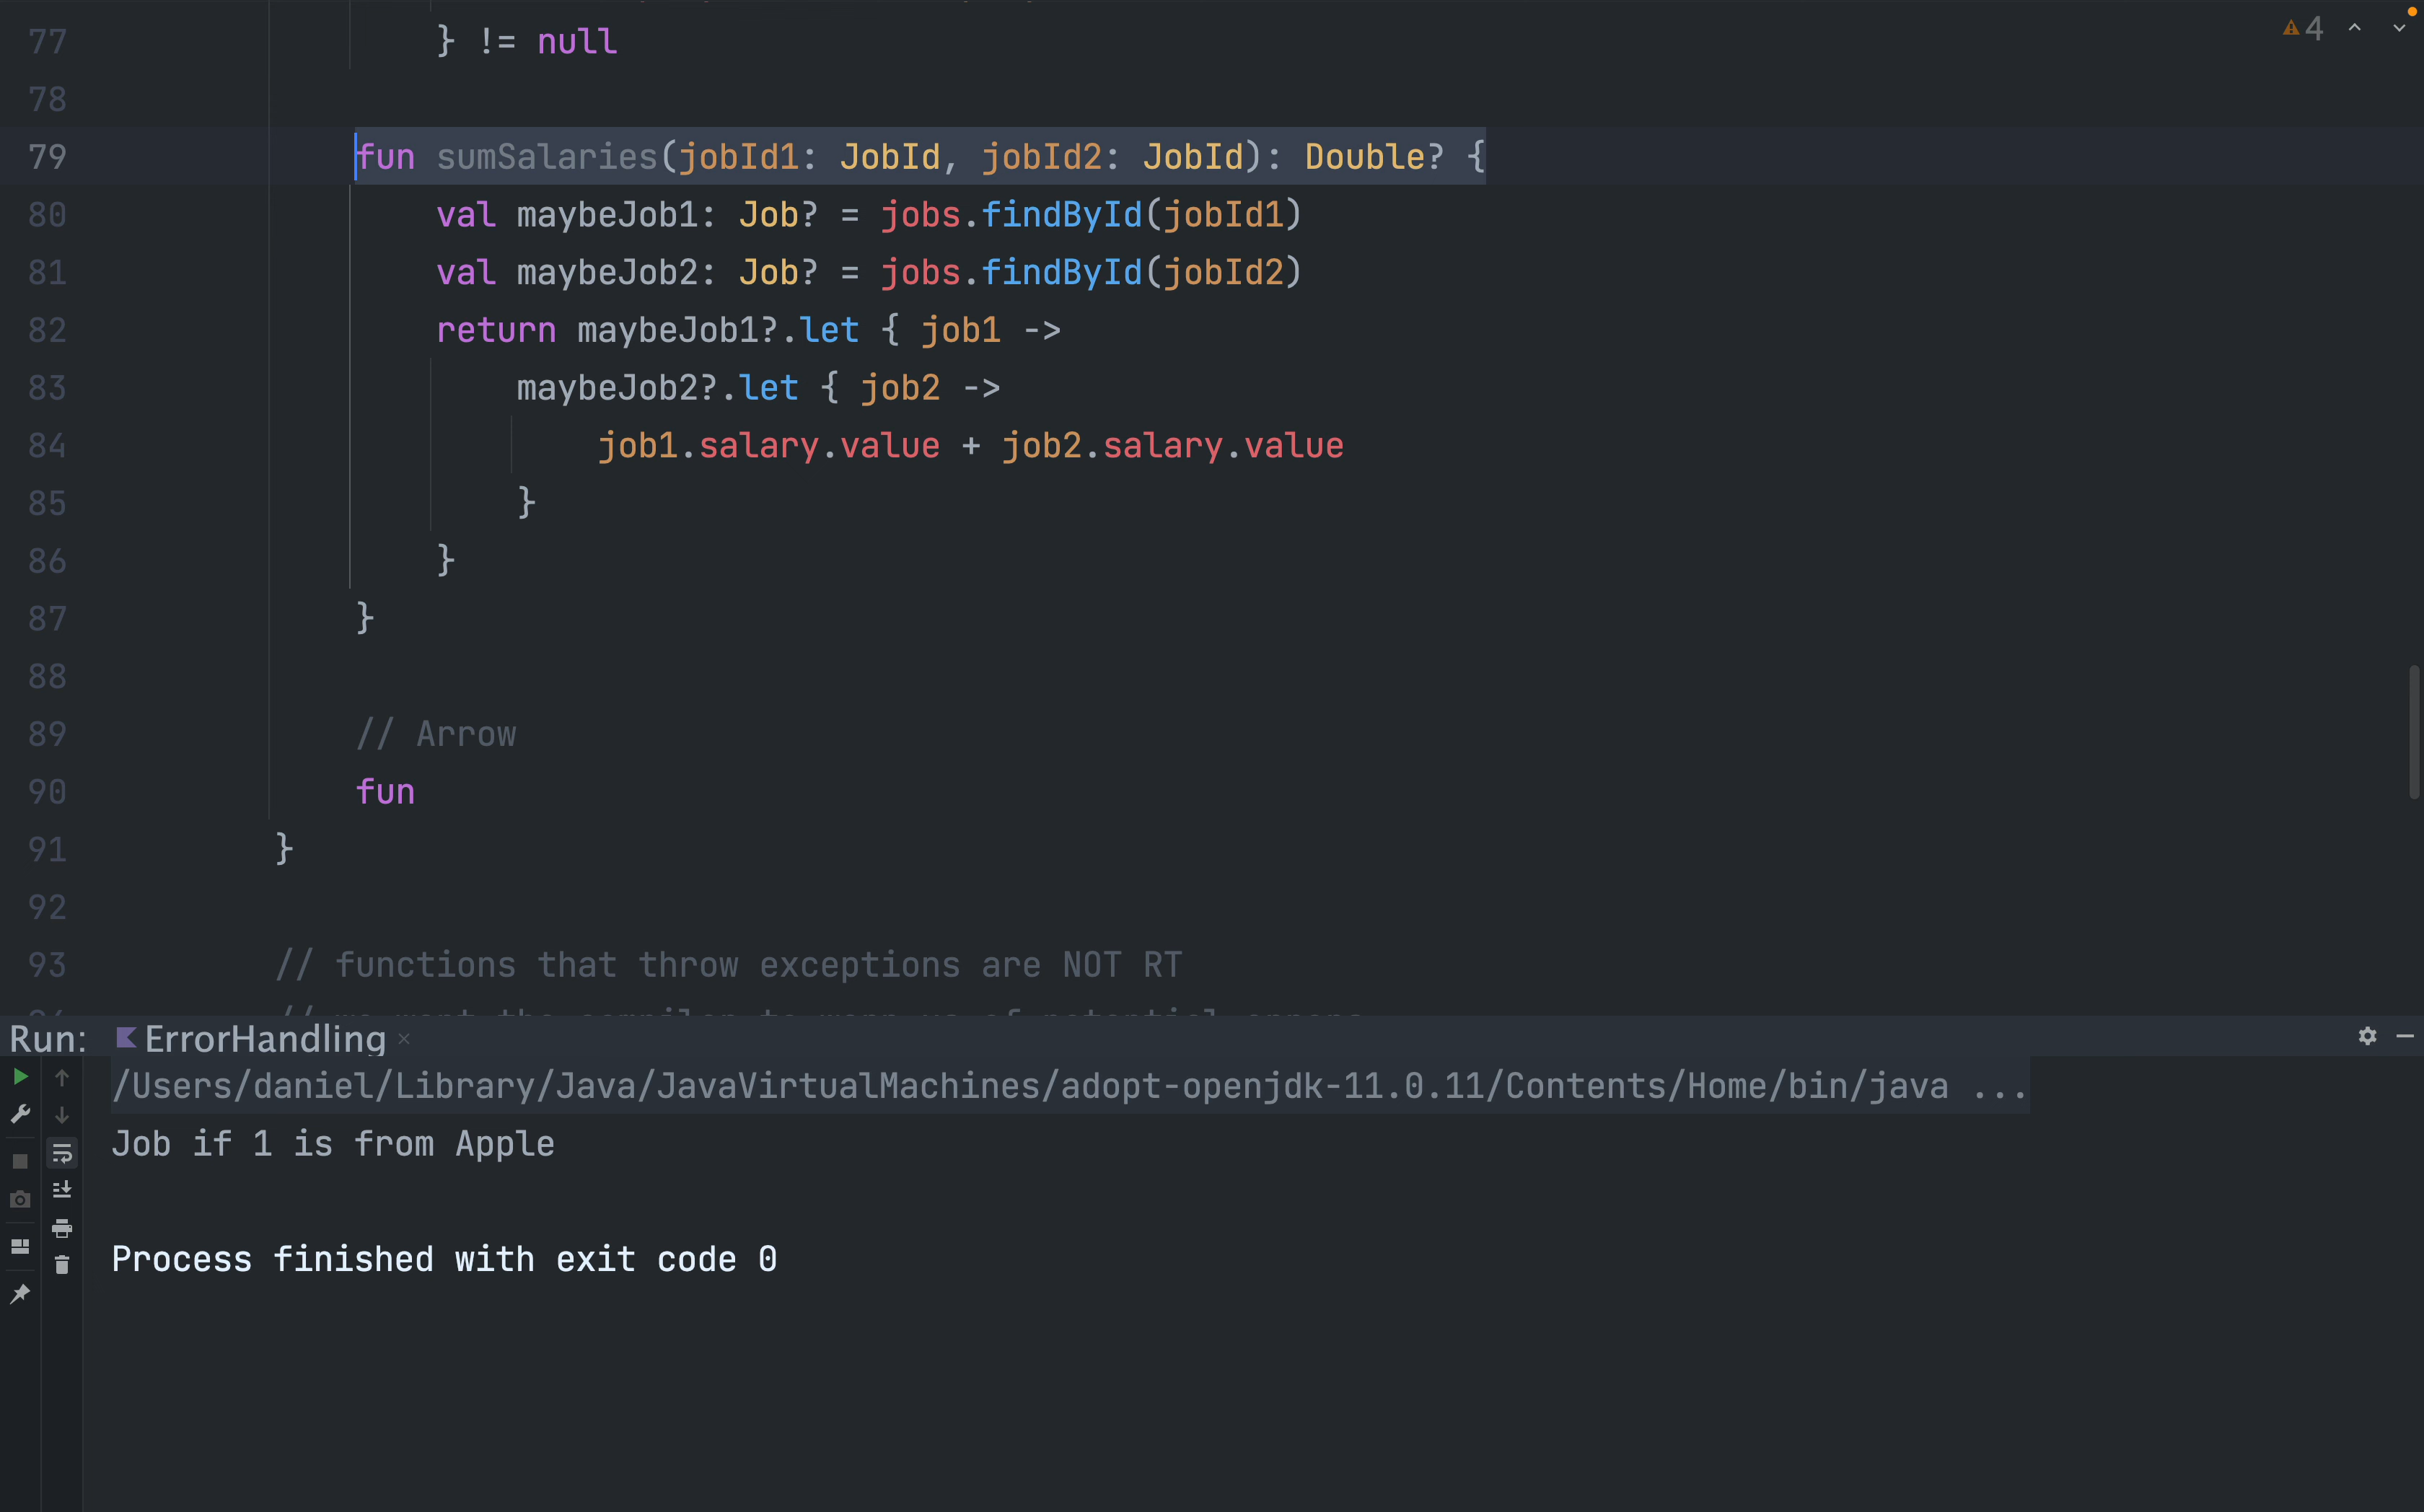 77 } != null
78
79 fun sumSalaries(jobId1: JobId, jobId2: JobId): Double? {
80 val maybeJob1: Job? = jobs.findById(jobId1)
81 val maybeJob2: Job? = jobs.findById(jobId2)
82 return maybeJob1?.let { job1 ->
83 maybeJob2?.let { job2 ->
84 job1.salary.value + job2.salary.value
85 }
86 }
87 }
88
89 // Arrow
90 fun
91 }
92
93 // functions that throw exceptions are NOT RT
4
Run: ErrorHandling
/Users/daniel/Library/Java/JavaVirtualMachines/adopt-openjdk-11.0.11/Contents/Home/bin/java ...
Job if 1 is from Apple
Process finished with exit code 0